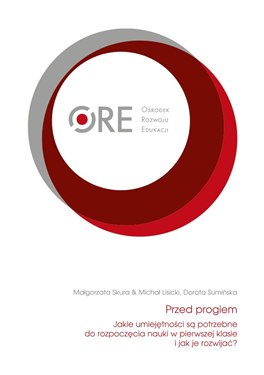 ORE
Ośrodek
Rozwoju
Edukacji
Małgorzata Skura & Michał Lisicki, Dorota Sumińska
Przed progiem
Jakie umiejętności są potrzebne
do rozpoczęcia nauki w pierwszej klasie
i jak je rozwijać?